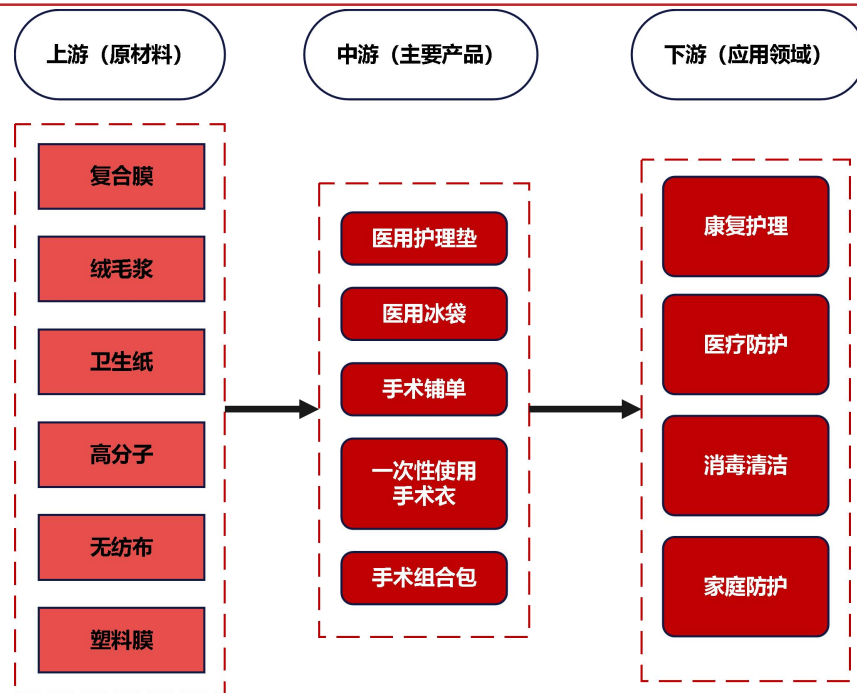 上游（原材料）
中游（主要产品）
下游（应用领域）
复合膜
绒毛浆
卫生纸
高分子
无纺布
塑料膜
医用护理垫
医用冰袋
手术铺单
一次性使用
手术衣
手术组合包
康复护理
医疗防护
消毒清洁
家庭防护